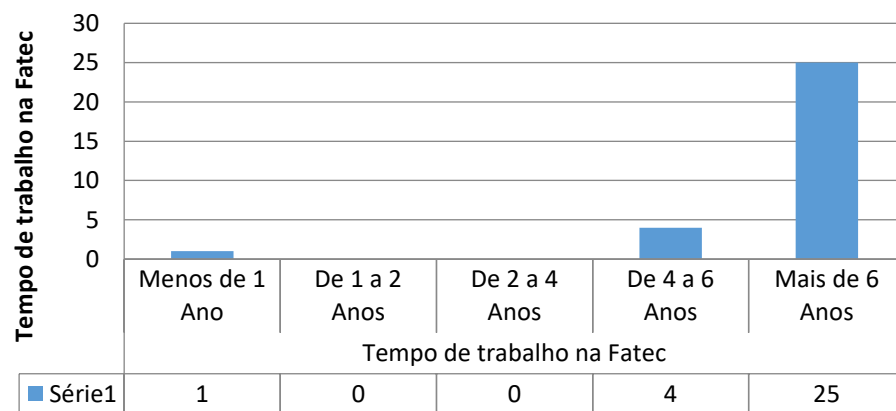 Tempo de trabalho na Fatec
30
25
20
15
10
5
0
Menos de 1 De 1 a 2 De 2 a 4 De 4 a 6 Mais de 6
Ano Anos Anos Anos Anos
Tempo de trabalho na Fatec
Série1 1 0 0 4 25